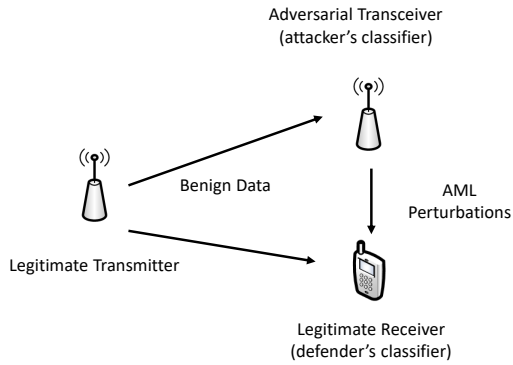 Adversarial Transceiver
(attacker's classifier)
Benign Data
AML
Perturbations
Legitimate Transmitter
Legitimate Receiver
(defender's classifier)